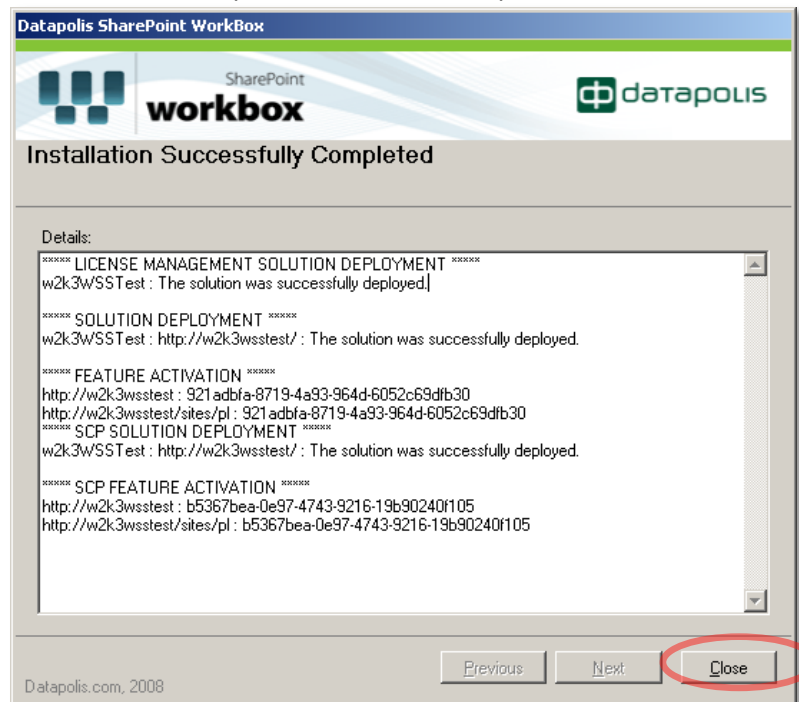 Datapolis SharePoint WorkBox
SharePoint
workbox
datapolis
Installation Successfully Completed
Details:
***** LICENSE MANAGEMENT SOLUTION DEPLOYMENT *****
w2k3WSSTest : The solution was successfully deployed.
***** SOLUTION DEPLOYMENT *****
w2k3WSSTest : http://w2k3wsstest/ : The solution was successfully deployed.
***** FEATURE ACTIVATION *****
http://w2k3wsstest : 921adbfa-8719-4a93-964d-6052c69dfb30
http://w2k3wsstest/sites/pl : 921adbfa-8719-4a93-964d-6052c69dfb30
***** SCP SOLUTION DEPLOYMENT *****
w2k3WSSTest : http://w2k3wsstest/ : The solution was successfully deployed.
***** SCP FEATURE ACTIVATION *****
http://w2k3wsstest : b5367bea-0e97-4743-9216-19b90240f105
http://w2k3wsstest/sites/pl : b5367bea-0e97-4743-9216-19b90240f105
Previous Next Close
Datapolis.com, 2008